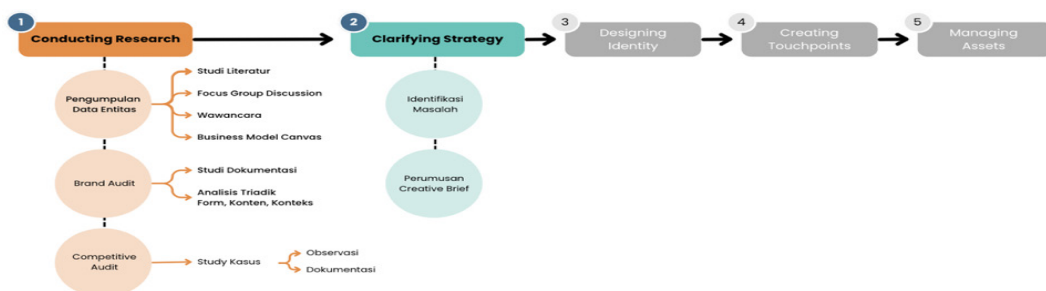 1
Conducting Research
2
Clarifying Strategy
3
Designing
Identity
4
Creating
Touchpoints
5
Managing
Assets
Pengumpulan
Data Entitas
Studi Literatur
Focus Group Discussion
Wawancara
Business Model Canvas
Brand Audit
Studi Dokumentasi
Analisis Triadik
Form, Konten, Konteks
Competitive
Audit
Study Kasus
Observasi
Dokumentasi
Identifikasi
Masalah
Perumusan
Creative Brief